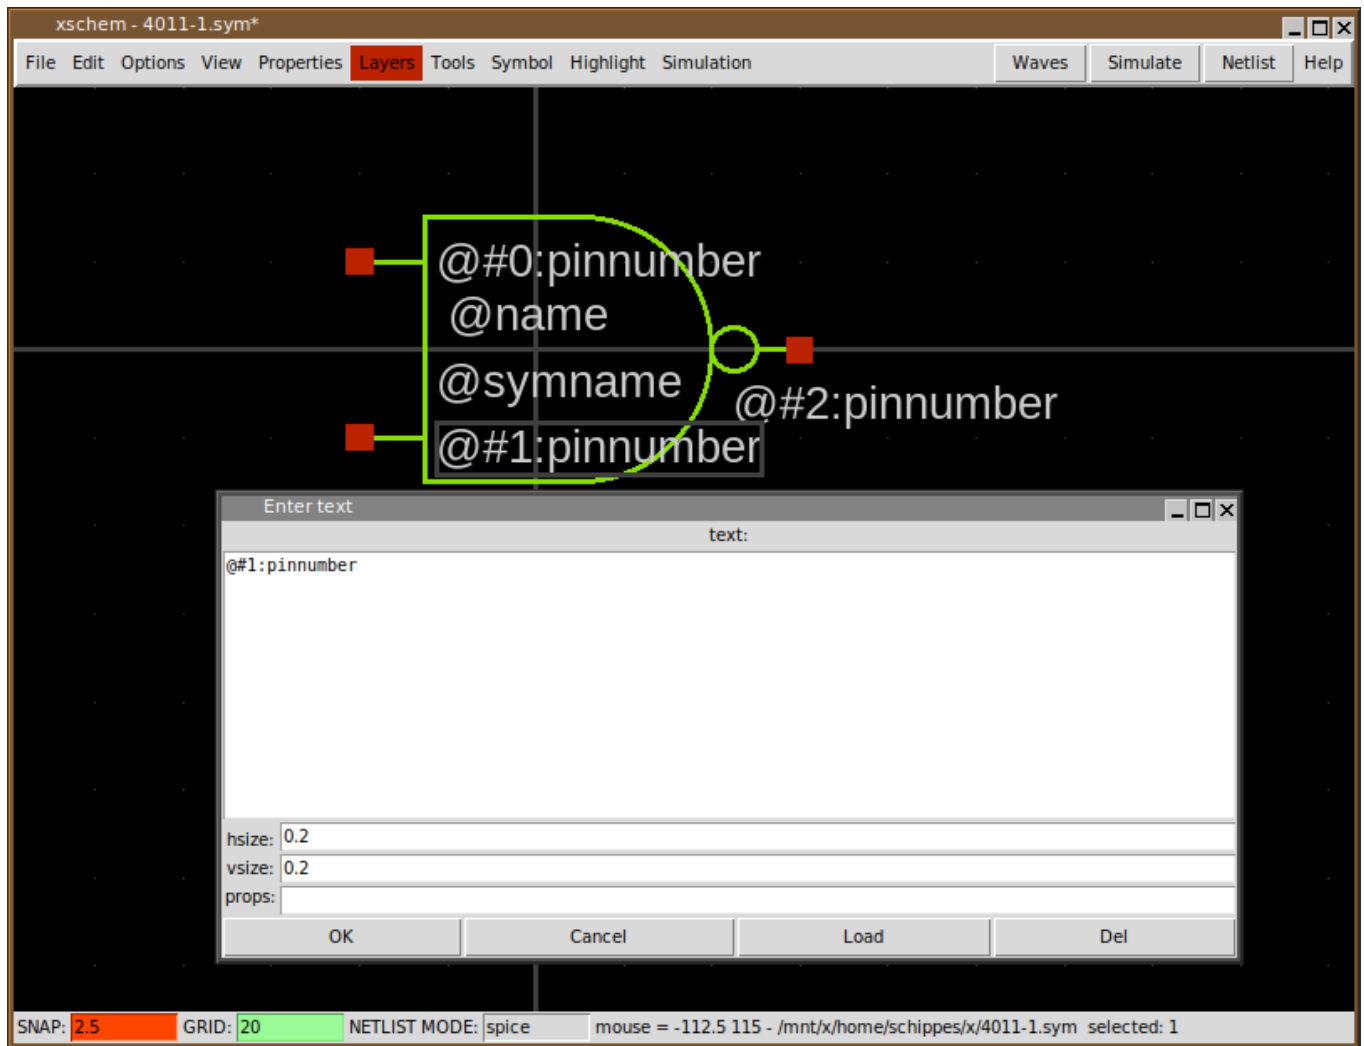 xschem - 4011-1.sym*
File Edit Options View Properties Layers Tools Symbol Highlight Simulation Waves Simulate Netlist Help
@#0:pinnumber
@name
@symname
@#2:pinnumber
@#1:pinnumber
Enter text
text:
@#1:pinnumber
hsize: 0.2
vsize: 0.2
props:
OK Cancel Load Del
SNAP: 2.5 GRID: 20 NETLIST MODE: spice mouse = -112.5 115 - /mnt/x/home/schippes/x/4011-1.sym selected: 1